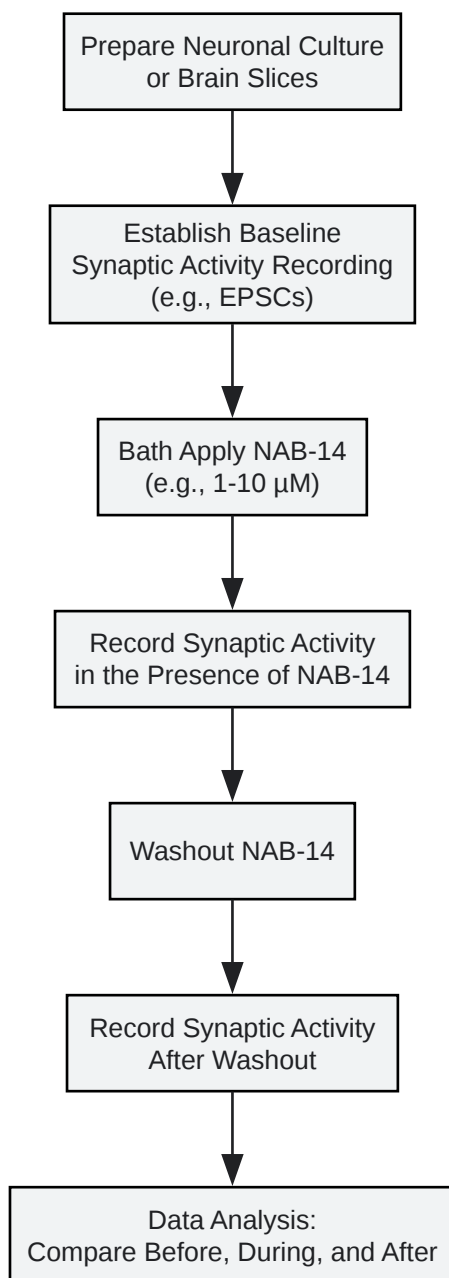 Prepare Neuronal Culture
or Brain Slices
Establish Baseline
Synaptic Activity Recording
(e.g., EPSCs)
Bath Apply NAB-14
(e.g., 1-10 µM)
Record Synaptic Activity
in the Presence of NAB-14
Washout NAB-14
Record Synaptic Activity
After Washout
Data Analysis:
Compare Before, During, and After